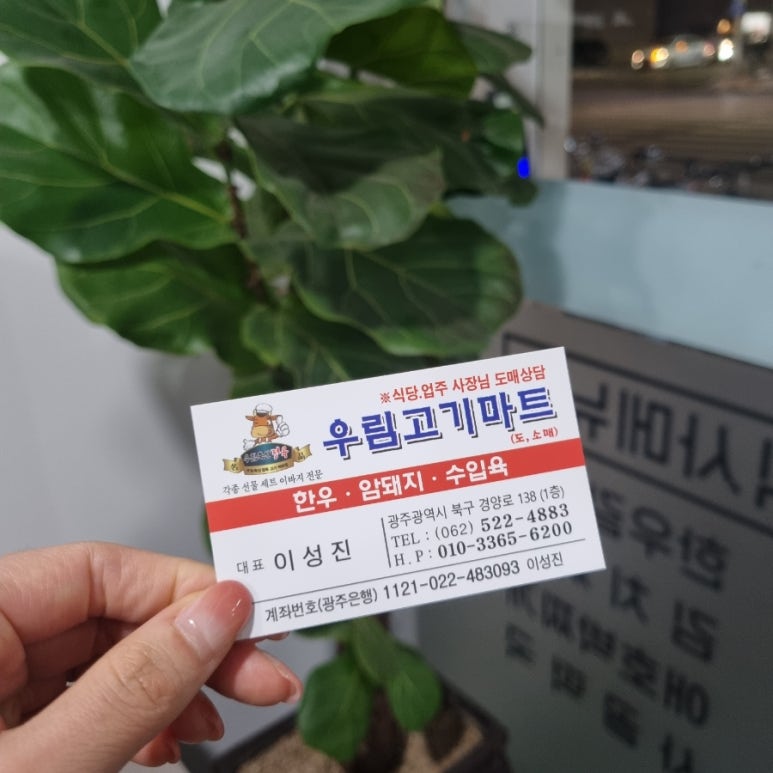 ※식당.업주 사장님 도매상담
우림고기마트
(도, 소매)
각종 선물 세트 이바지 전문
한우 · 암돼지 · 수입육
대표 이성진
광주광역시 북구 경양로 138 (1층)
TEL : (062) 522-4883
H.P : 010-3365-6200
계좌번호(광주은행) 1121-022-483093 이성진
식사메뉴